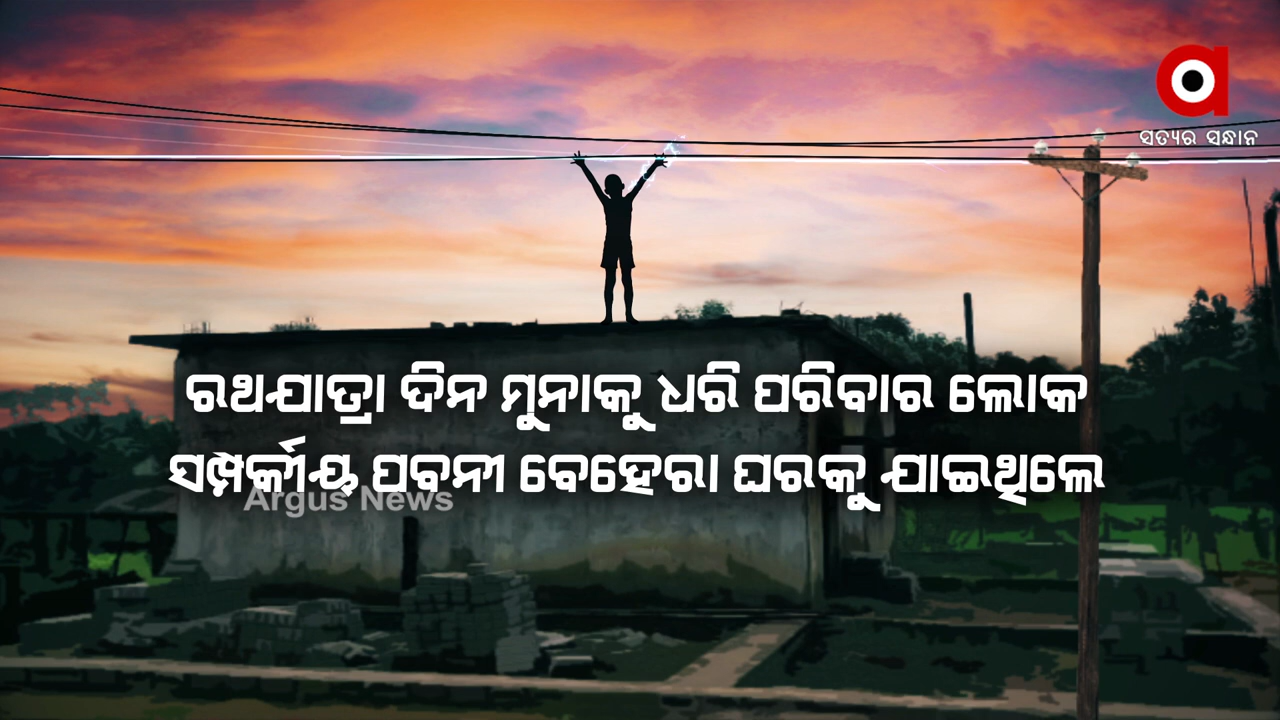 ସତ୍ୟର ସନ୍ଧାନ
ରଥଯାତ୍ରା ଦିନ ମୁନାକୁ ଧରି ପରିବାର ଲୋକ
ସମ୍ପର୍କୀୟ ପବନୀ ବେହେରା ଘରକୁ ଯାଇଥିଲେ
Argus News